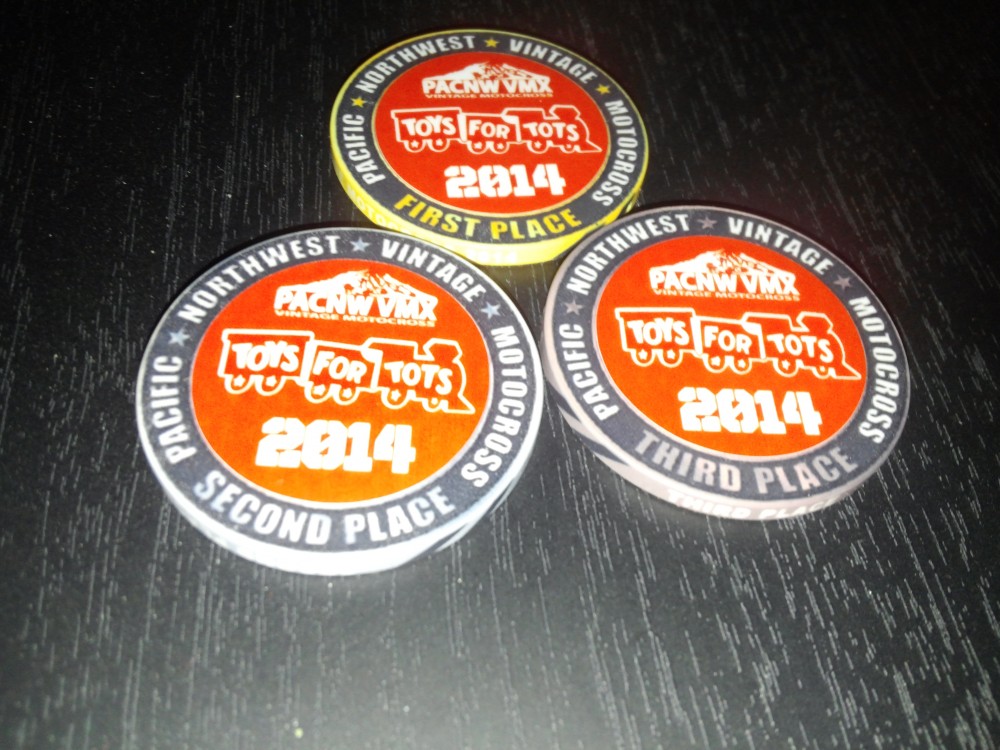 PACIFIC ★ NORTHWEST ★ VINTAGE ★ MOTOCROSS
PACNW VMX
VINTAGE MOTOCROSS
TOYS FOR TOTS
2014
FIRST PLACE
PACIFIC ★ NORTHWEST ★ VINTAGE ★ MOTOCROSS
PACNW VMX
VINTAGE MOTOCROSS
TOYS FOR TOTS
2014
SECOND PLACE
PACIFIC ★ NORTHWEST ★ VINTAGE ★ MOTOCROSS
PACNW VMX
VINTAGE MOTOCROSS
TOYS FOR TOTS
2014
THIRD PLACE
THIRD PLACE